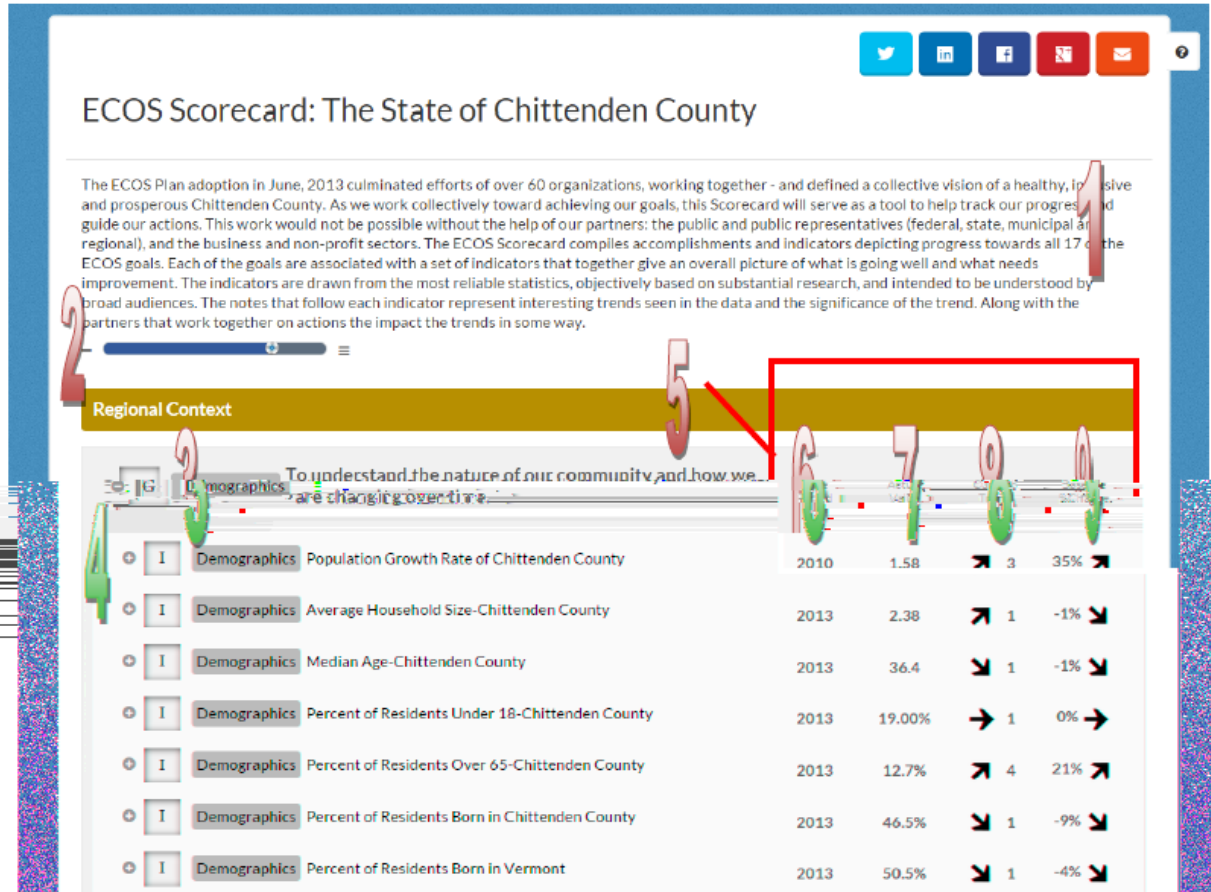 ECOS Scorecard: The State of Chittenden County
The ECOS Plan adoption in June, 2013 culminated efforts of over 60 organizations, working together - and defined a collective vision of a healthy,
and prosperous Chittenden County. As we work collectively toward achieving our goals, this Scorecard will serve as a tool to help track our
guide our actions. This work would not be possible without the help of our partners: the public and public representatives (federal, state, municipal
regional), and the business and non-profit sectors. The ECOS Scorecard compiles accomplishments and indicators depicting progress towards all 17 the
ECOS goals. Each of the goals are associated with a set of indicators that together give an overall picture of what is going well and what needs
improvement. The indicators are drawn from the most reliable statistics, objectively based on substantial research, and intended to be understood by
broad audiences. The notes that follow each indicator represent interesting trends seen in the data and the significance of the trend. Along with the
partners that work together on actions the impact the trends in some way.
1
2
5
Regional Context
3
6 7
G Demographics To understand the nature of our community and how we
are changing over time.
4
I Demographics Population Growth Rate of Chittenden County 2010 1.58 3 35%
I Demographics Average Household Size-Chittenden County 2013 2.38 1 -1%
I Demographics Median Age-Chittenden County 2013 36.4 1 -1%
I Demographics Percent of Residents Under 18-Chittenden County 2013 19.00% 1 0%
I Demographics Percent of Residents Over 65-Chittenden County 2013 12.7% 4 21%
I Demographics Percent of Residents Born in Chittenden County 2013 46.5% 1 -9%
I Demographics Percent of Residents Born in Vermont 2013 50.5% 1 -4%